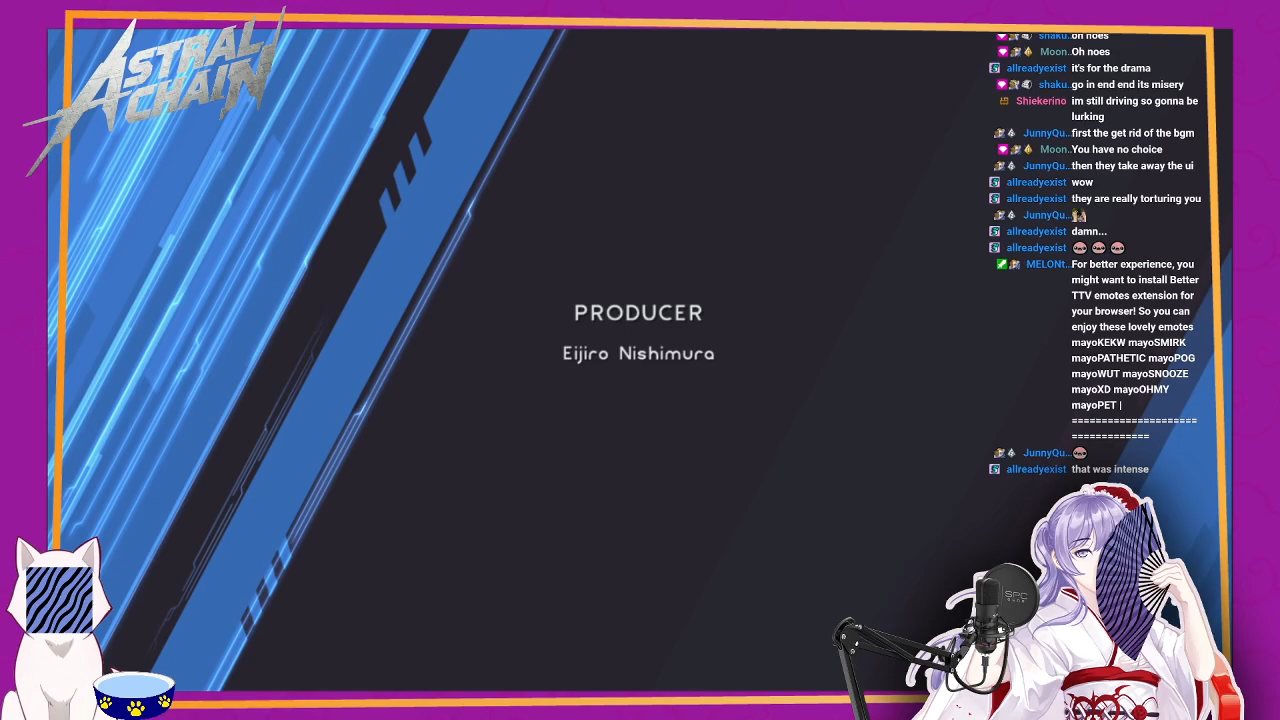 ASTRAL
CHAIN
PRODUCER
Eijiro Nishimura
shaku.. oh noes
Moon.. Oh noes
allreadyexist it's for the drama
shaku.. go in end end its misery
Shiekerino im still driving so gonna be
lurking
JunnyQu... first the get rid of the bgm
Moon.. You have no choice
JunnyQu... then they take away the ui
allreadyexist wow
allreadyexist they are really torturing you
JunnyQu...
allreadyexist damn...
allreadyexist
MELONt.. For better experience, you
might want to install Better
TTV emotes extension for
your browser! So you can
enjoy these lovely emotes
mayoKEKW mayoSMIRK
mayoPATHETIC mayoPOG
mayoWUT mayoSNOOZE
mayoXD mayoOHMY
mayoPET |
=====================
=============
JunnyQu...
allreadyexist that was intense
SPC